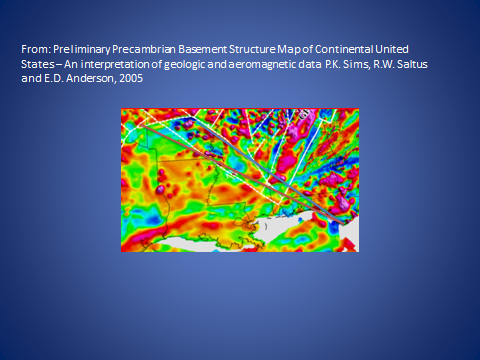 From: Preliminary Precambrian Basement Structure Map of Continental United
States – An interpretation of geologic and aeromagnetic data P.K. Sims, R.W. Saltus
and E.D. Anderson, 2005